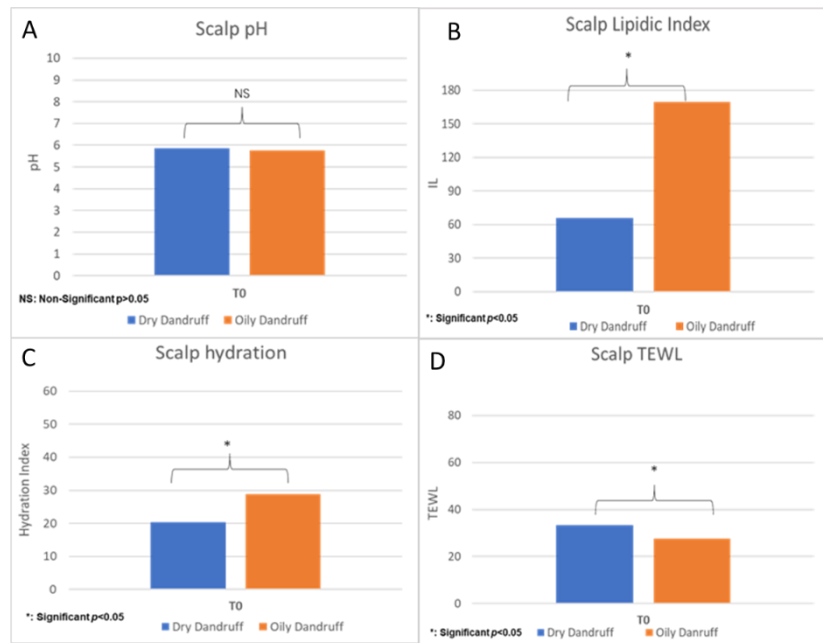 A
Scalp pH
NS
10
9
8
7
6
5
4
3
2
1
0
pH
T0
NS: Non-Significant p>0.05
Dry Dandruff Oily Dandruff
B
Scalp Lipidic Index
*
180
150
120
90
60
30
0
IL
T0
*: Significant p<0.05
Dry Dandruff Oily Dandruff
C
Scalp hydration
*
60
50
40
30
20
10
0
Hydration Index
T0
*: Significant p<0.05
Dry Dandruff Oily Dandruff
D
Scalp TEWL
*
80
60
40
20
0
TEWL
T0
*: Significant p<0.05
Dry Dandruff Oily Danruff